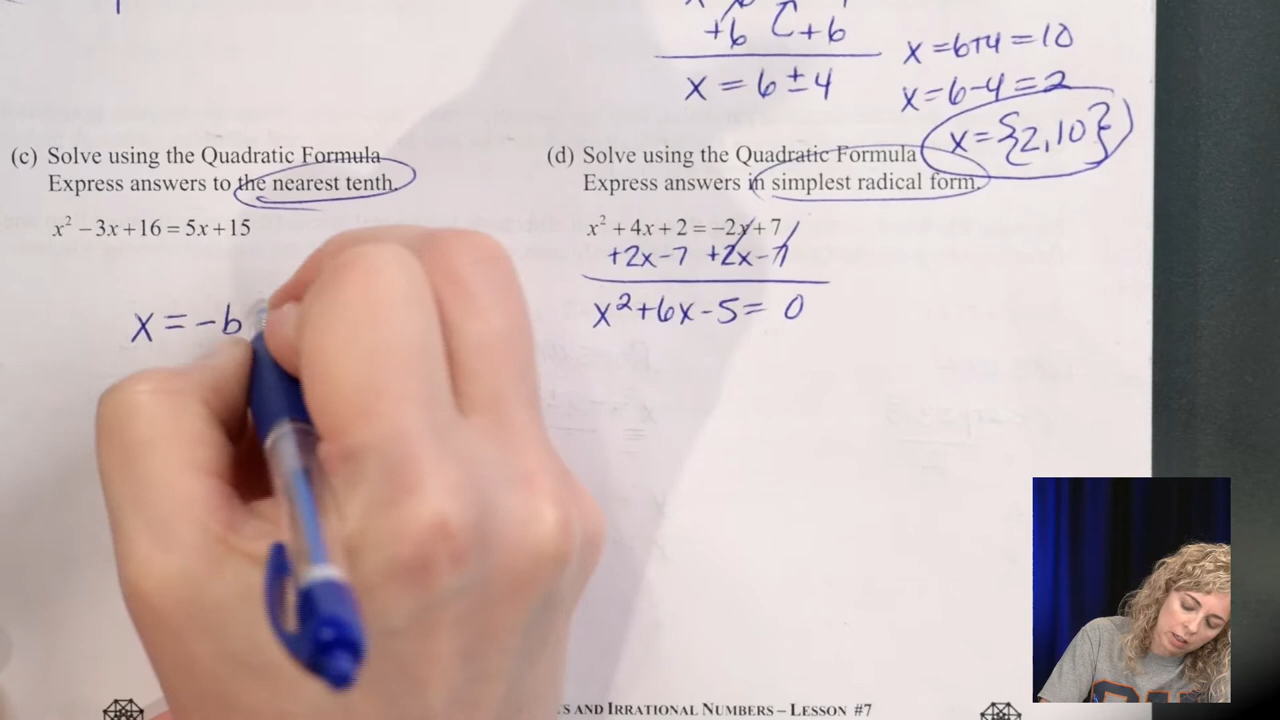 +6 +6
x = 6 ± 4
x = 6+4 = 10
x = 6-4 = 2
x = {2,10}
(c) Solve using the Quadratic Formula
Express answers to the nearest tenth.
x² − 3x + 16 = 5x + 15
x = -b
(d) Solve using the Quadratic Formula
Express answers in simplest radical form.
x² + 4x + 2 = −2x + 7
+2x-7 +2x-7
x²+6x-5= 0
AND IRRATIONAL NUMBERS – LESSON #7